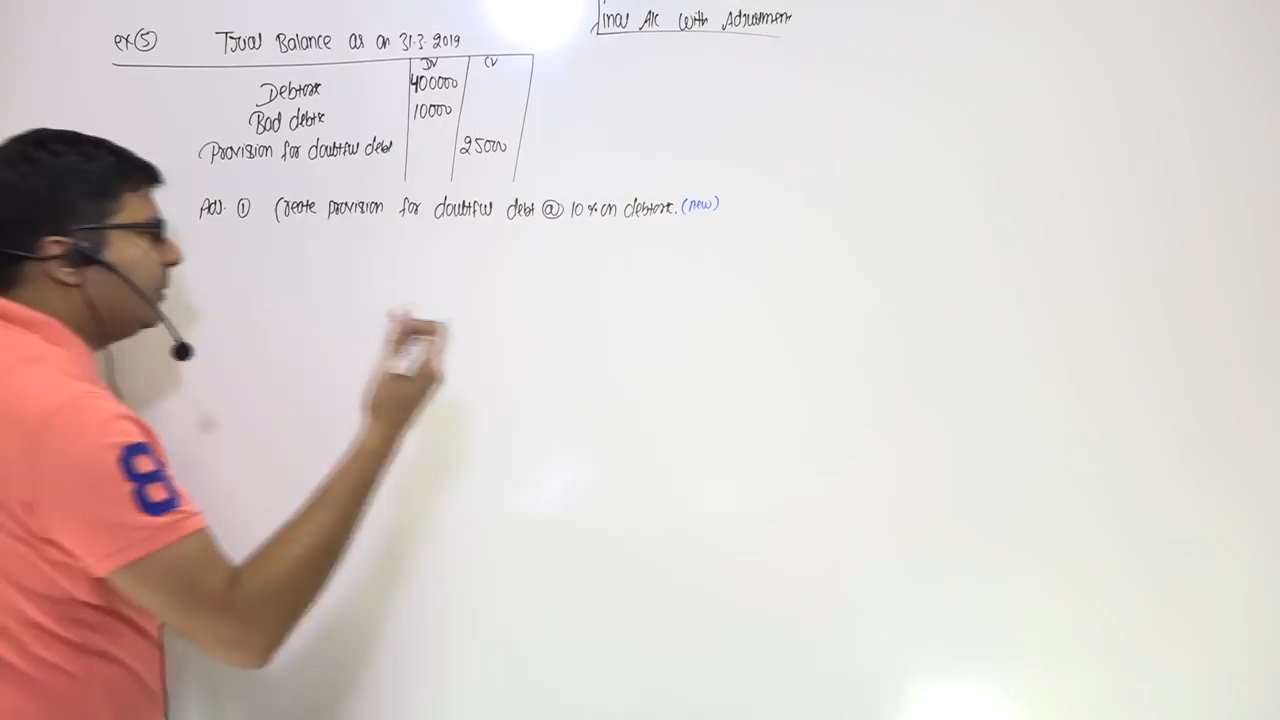 Final A/c with Adjustment
ex ⑤ Trial Balance as on 31.3.2019
Dr Cr
Debtors 400000
Bad debts 10000
Provision for doubtful debt 25000
Adj. ① Create provision for doubtful debt @ 10% on debtors. (new)
8